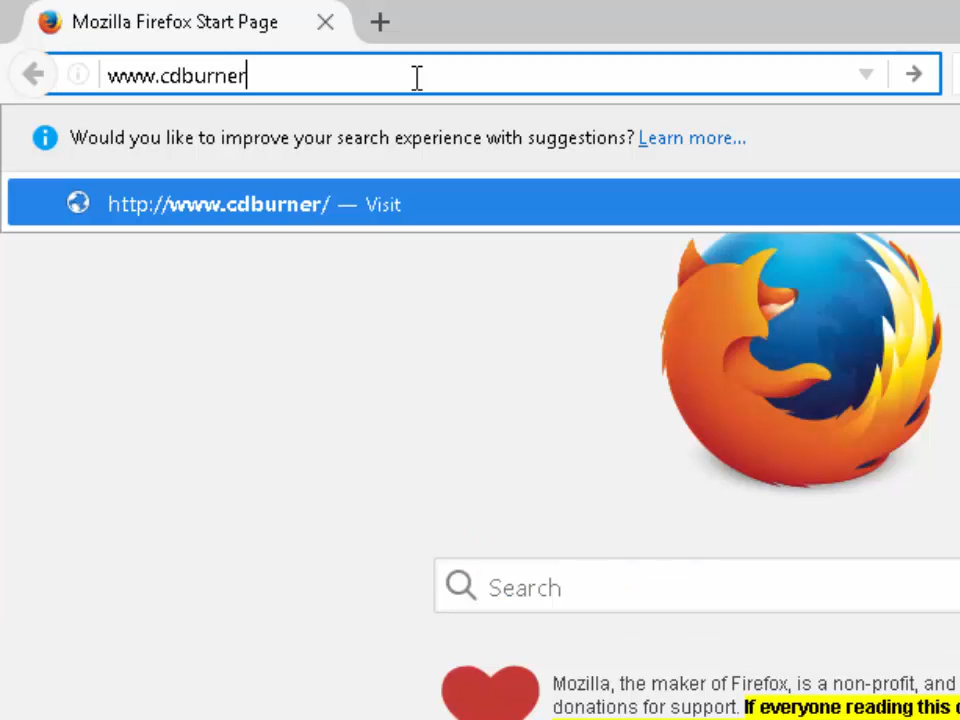 Mozilla Firefox Start Page
www.cdburner
Would you like to improve your search experience with suggestions? Learn more...
http://www.cdburner/ — Visit
Search
Mozilla, the maker of Firefox, is a non-profit, and
donations for support. If everyone reading this